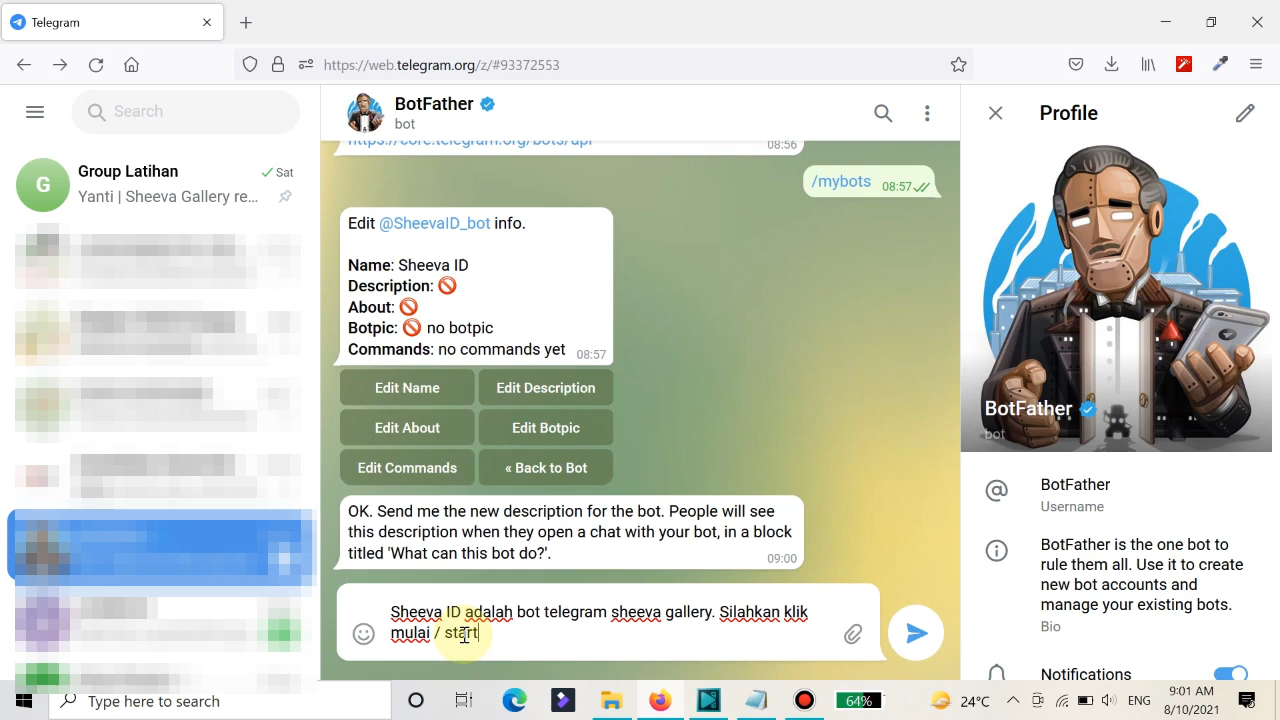 Telegram
https://web.telegram.org/z/#93372553
Search
BotFather
bot
Profile
G
Group Latihan
Sat
Yanti | Sheeva Gallery re...
https://core.telegram.org/bots/api
08:56
/mybots 08:57
Edit @SheevaID_bot info.
Name: Sheeva ID
Description: 🚫
About: 🚫
Botpic: 🚫 no botpic
Commands: no commands yet 08:57
Edit Name
Edit Description
Edit About
Edit Botpic
Edit Commands
« Back to Bot
OK. Send me the new description for the bot. People will see
this description when they open a chat with your bot, in a block
titled 'What can this bot do?'.
09:00
Sheeva ID adalah bot telegram sheeva gallery. Silahkan klik
mulai / start
BotFather
bot
BotFather
Username
BotFather is the one bot to
rule them all. Use it to create
new bot accounts and
manage your existing bots.
Bio
Notifications
Type here to search
64%
24°C
ENG
9:01 AM
8/10/2021